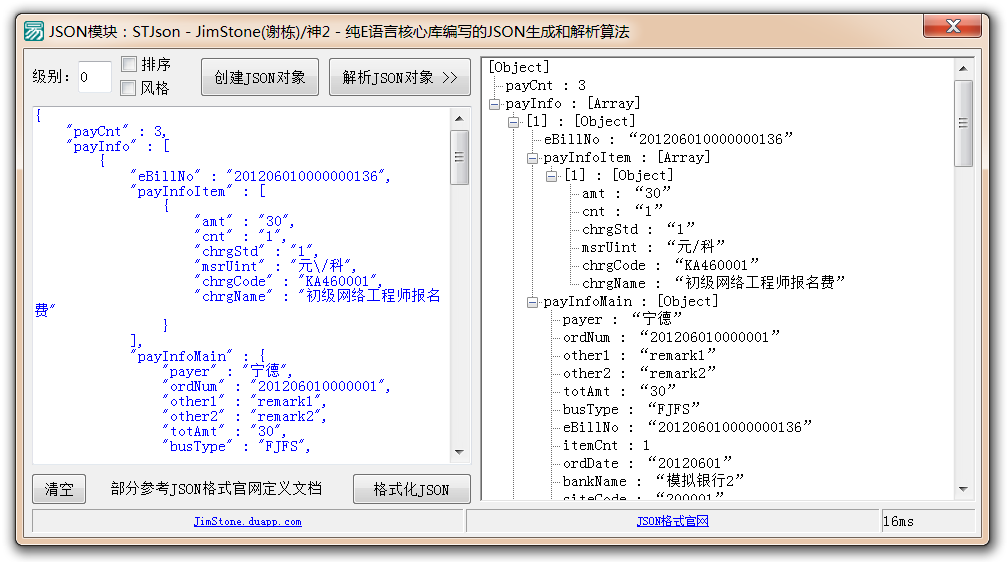 JSON模块：STJson - JimStone(谢栋)/神2 - 纯E语言核心库编写的JSON生成和解析算法
级别：
0
排序
风格
创建JSON对象
解析JSON对象 >>
{
"payCnt" : 3,
"payInfo" : [
{
"eBillNo" : "201206010000000136",
"payInfoItem" : [
{
"amt" : "30",
"cnt" : "1",
"chrgStd" : "1",
"msrUint" : "元\/科",
"chrgCode" : "KA460001",
"chrgName" : "初级网络工程师报名
费"
}
],
"payInfoMain" : {
"payer" : "宁德",
"ordNum" : "201206010000001",
"other1" : "remark1",
"other2" : "remark2",
"totAmt" : "30",
"busType" : "FJFS",
清空
部分参考JSON格式官网定义文档
格式化JSON
[Object]
payCnt : 3
payInfo : [Array]
[1] : [Object]
eBillNo : “201206010000000136”
payInfoItem : [Array]
[1] : [Object]
amt : “30”
cnt : “1”
chrgStd : “1”
msrUint : “元/科”
chrgCode : “KA460001”
chrgName : “初级网络工程师报名费”
payInfoMain : [Object]
payer : “宁德”
ordNum : “201206010000001”
other1 : “remark1”
other2 : “remark2”
totAmt : “30”
busType : “FJFS”
eBillNo : “201206010000000136”
itemCnt : 1
ordDate : “20120601”
bankName : “模拟银行2”
siteCode : “200001”
JimStone.duapp.com
JSON格式官网
16ms